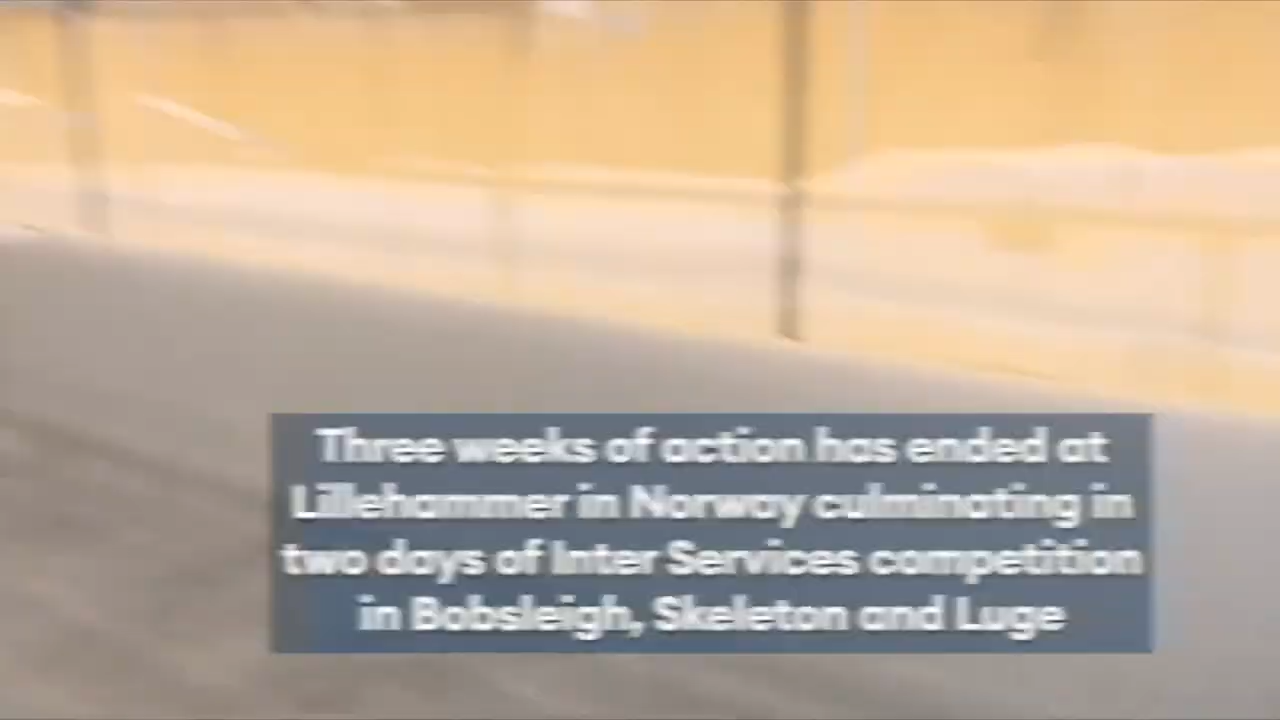 Three weeks of action has ended at
Lillehammer in Norway culminating in
two days of Inter Services competition
in Bobsleigh, Skeleton and Luge